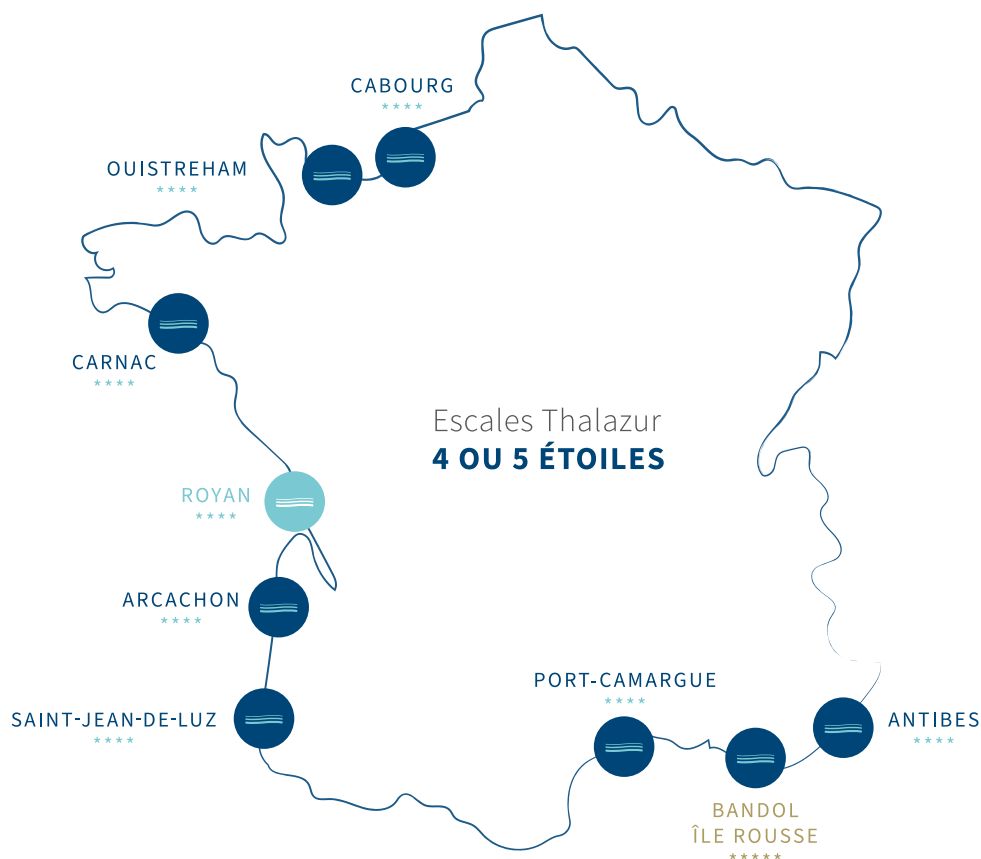 CABOURG
****
OUISTREHAM
****
CARNAC
****
Escales Thalazur
4 OU 5 ÉTOILES
ROYAN
****
ARCACHON
****
PORT-CAMARGUE
****
SAINT-JEAN-DE-LUZ
****
ANTIBES
****
BANDOL
ÎLE ROUSSE
*****